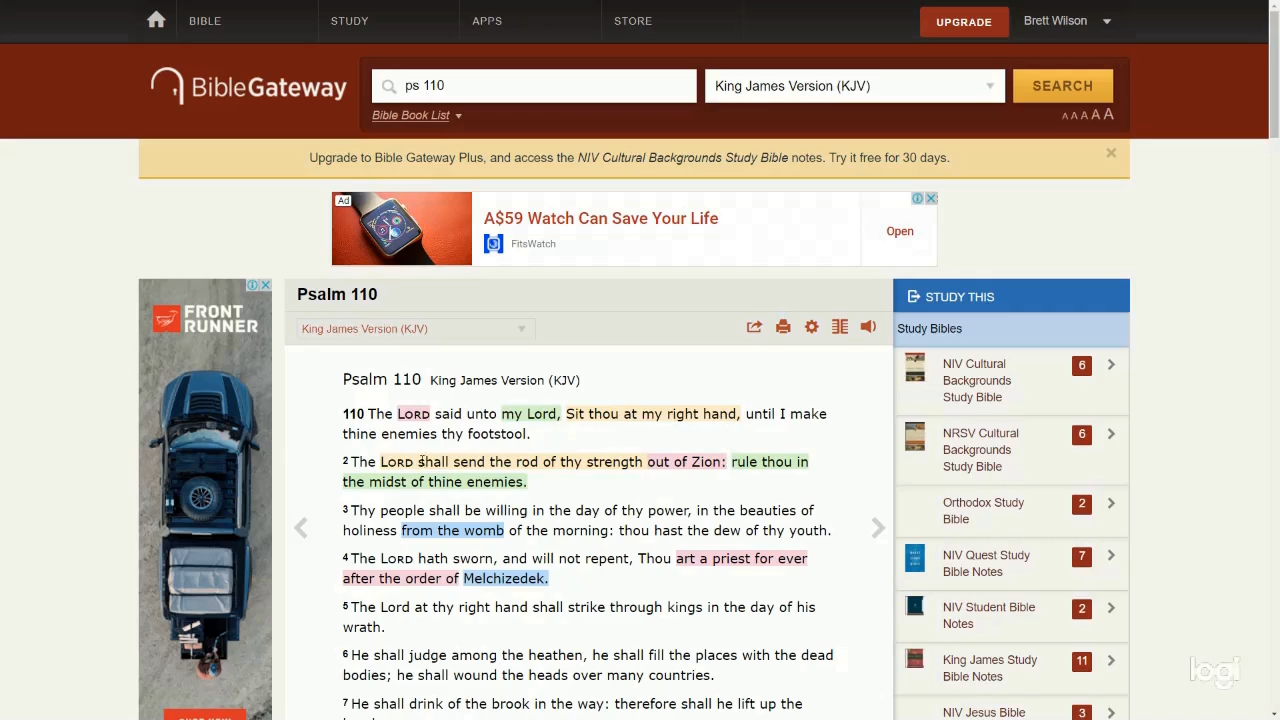 BIBLE
STUDY
APPS
STORE
UPGRADE
Brett Wilson
BibleGateway
ps 110
King James Version (KJV)
SEARCH
Bible Book List
A A A A A
Upgrade to Bible Gateway Plus, and access the NIV Cultural Backgrounds Study Bible notes. Try it free for 30 days.
Ad
A$59 Watch Can Save Your Life
FitsWatch
Open
FRONT
RUNNER
Psalm 110
King James Version (KJV)
Psalm 110 King James Version (KJV)
110 The LORD said unto my Lord, Sit thou at my right hand, until I make
thine enemies thy footstool.
2 The LORD shall send the rod of thy strength out of Zion: rule thou in
the midst of thine enemies.
3 Thy people shall be willing in the day of thy power, in the beauties of
holiness from the womb of the morning: thou hast the dew of thy youth.
4 The LORD hath sworn, and will not repent, Thou art a priest for ever
after the order of Melchizedek.
5 The Lord at thy right hand shall strike through kings in the day of his
wrath.
6 He shall judge among the heathen, he shall fill the places with the dead
bodies; he shall wound the heads over many countries.
7 He shall drink of the brook in the way: therefore shall he lift up the
STUDY THIS
Study Bibles
NIV Cultural
Backgrounds
Study Bible
6
NRSV Cultural
Backgrounds
Study Bible
6
Orthodox Study
Bible
2
NIV Quest Study
Bible Notes
7
NIV Student Bible
Notes
2
King James Study
Bible Notes
11
NIV Jesus Bible
3
logi